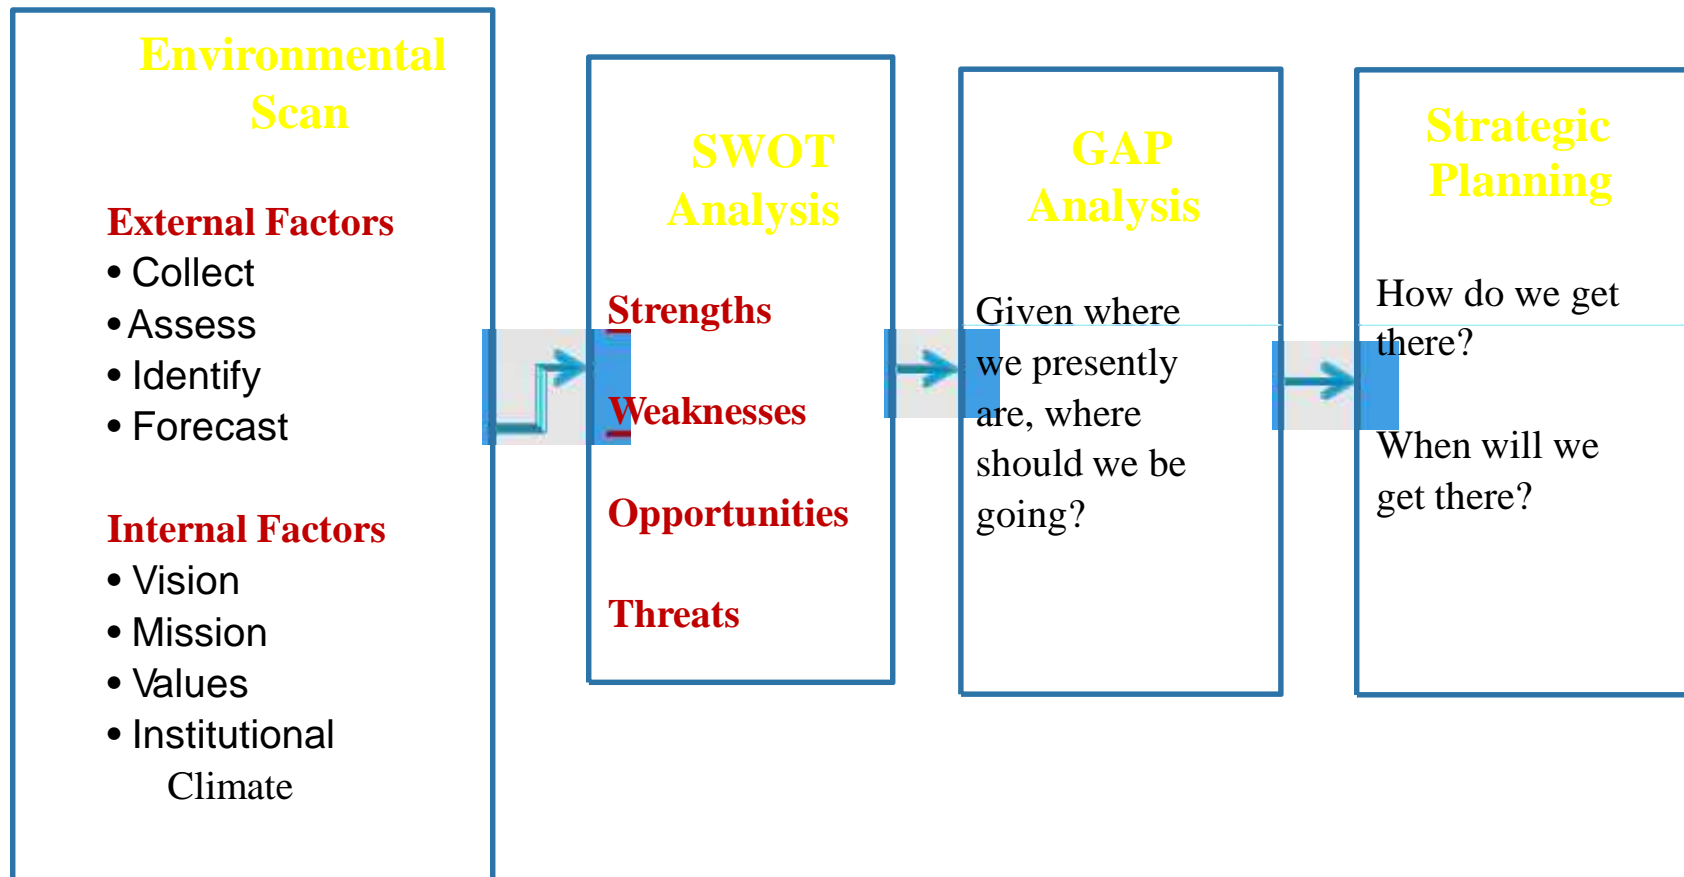 Environmental
Scan
External Factors
• Collect
• Assess
• Identify
• Forecast
Internal Factors
• Vision
• Mission
• Values
• Institutional
Climate
SWOT
Analysis
Strengths
Weaknesses
Opportunities
Threats
GAP
Analysis
Given where
we presently
are, where
should we be
going?
Strategic
Planning
How do we get
there?
When will we
get there?